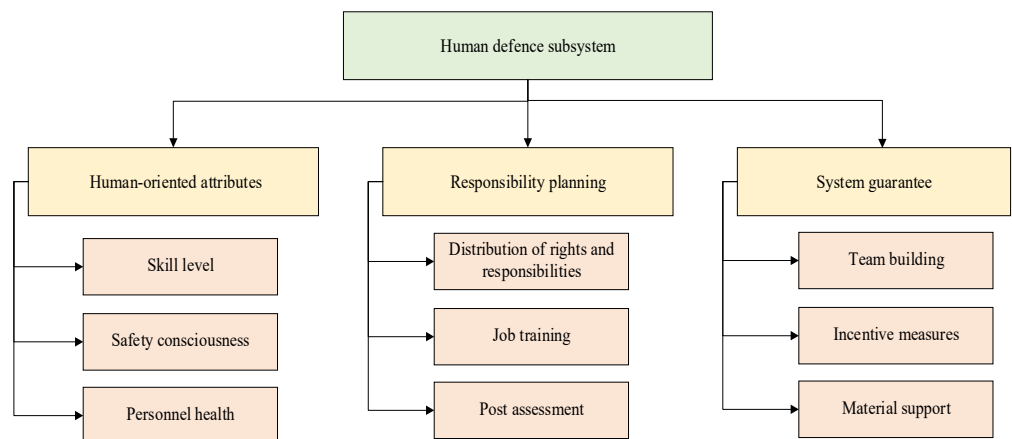 Human defence subsystem
Human-oriented attributes
Skill level
Safety consciousness
Personnel health
Responsibility planning
Distribution of rights and
responsibilities
Job training
Post assessment
System guarantee
Team building
Incentive measures
Material support